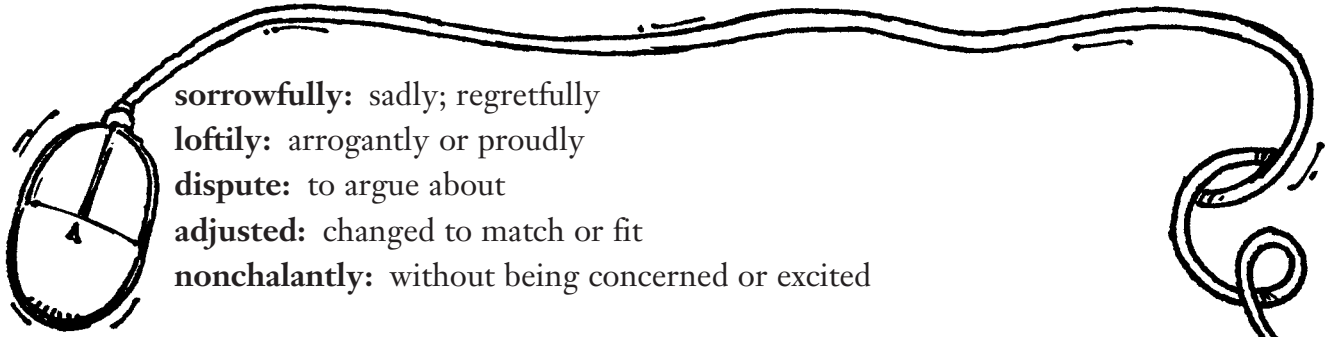 sorrowfully: sadly; regretfully
loftily: arrogantly or proudly
dispute: to argue about
adjusted: changed to match or fit
nonchalantly: without being concerned or excited